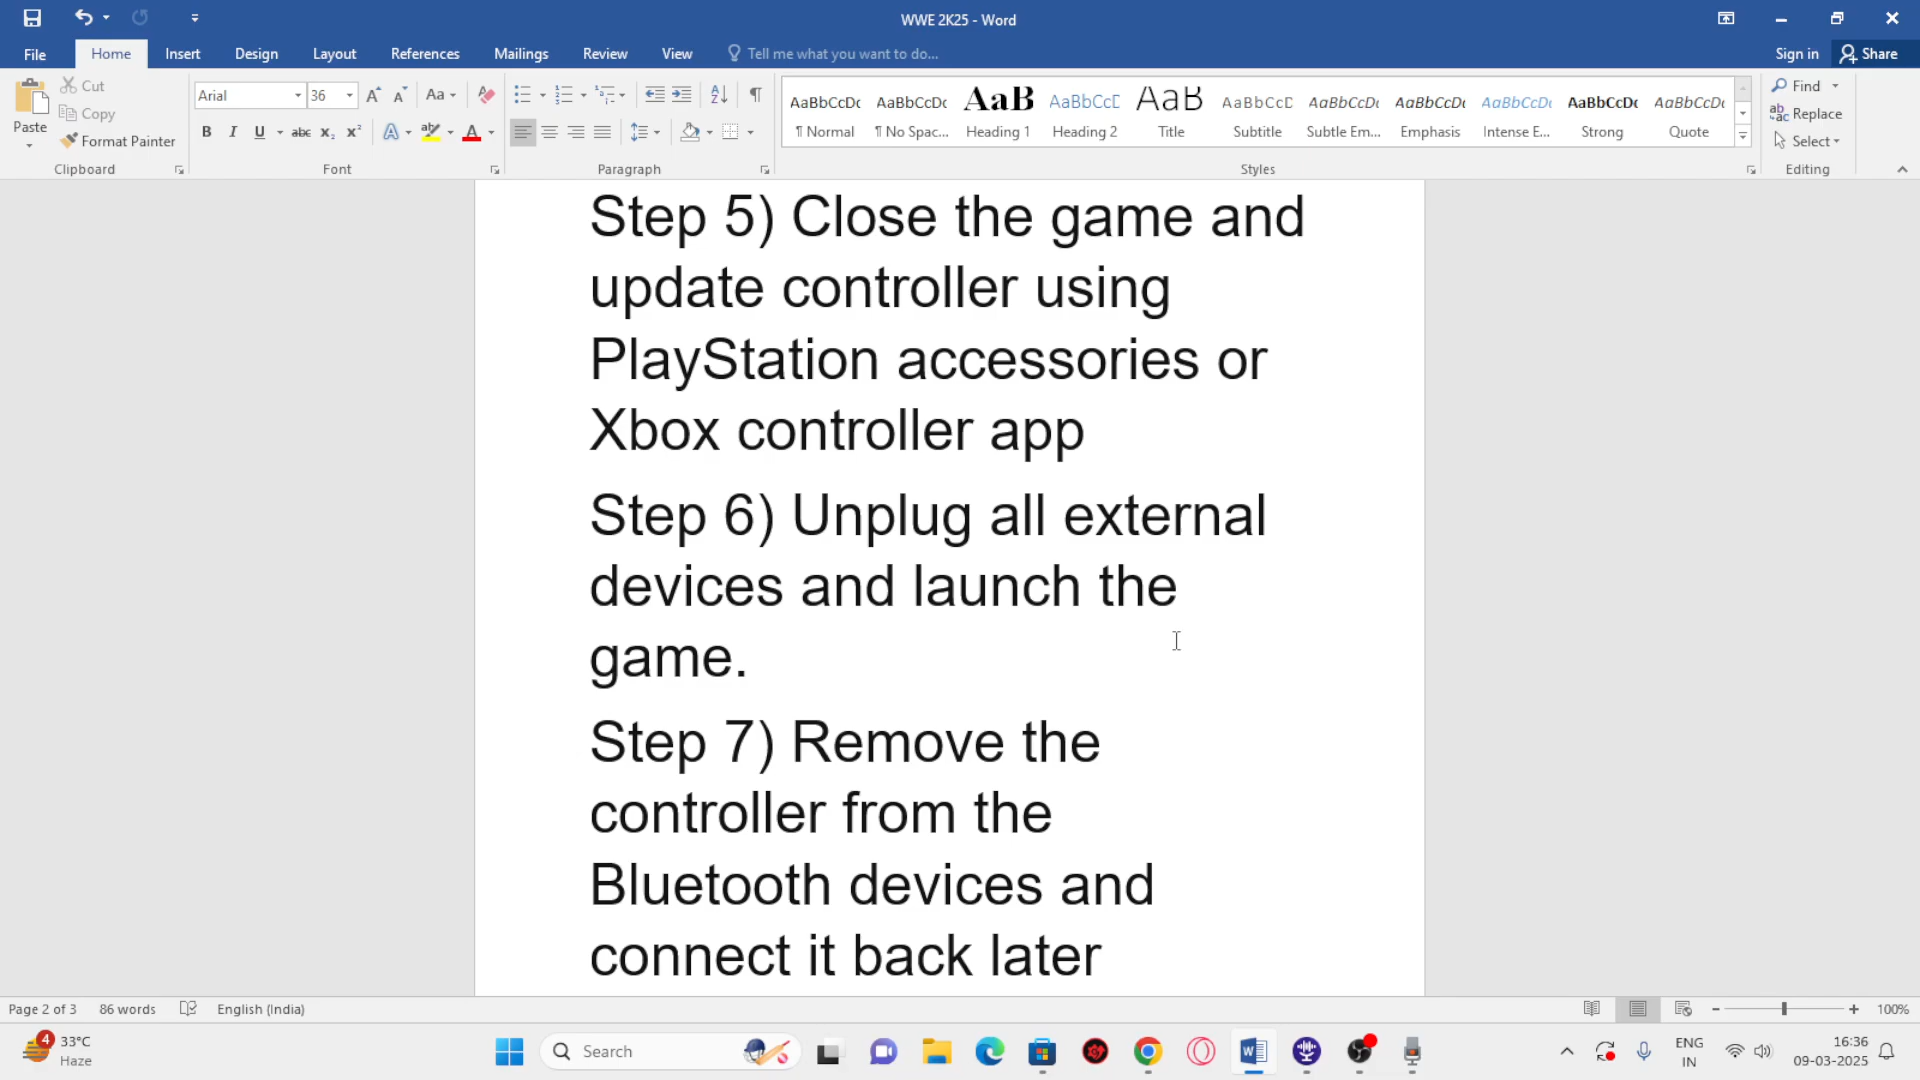 WWE 2K25 - Word
File Home Insert Design Layout References Mailings Review View Tell me what you want to do... Sign in Share
Paste Cut Copy Format Painter Clipboard
Arial 36 Font
Paragraph
AaBbCcDc AaBbCcDc AaB AaBbCcC AaB AaBbCcD AaBbCcDc AaBbCcDc AaBbCcDc AaBbCcDc AaBbCcDc
¶ Normal ¶ No Spac... Heading 1 Heading 2 Title Subtitle Subtle Em... Emphasis Intense E... Strong Quote
Styles
Find Replace Select Editing
Step 5) Close the game and
update controller using
PlayStation accessories or
Xbox controller app
Step 6) Unplug all external
devices and launch the
game.
Step 7) Remove the
controller from the
Bluetooth devices and
connect it back later
Page 2 of 3 86 words English (India) 100%
4 33°C
Haze
Search
ENG
IN
16:36
09-03-2025